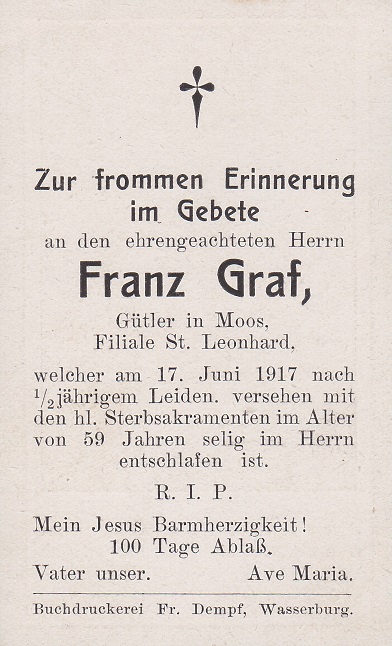 Zur frommen Erinnerung
im Gebete
an den ehrengeachteten Herrn
Franz Graf,
Gütler in Moos,
Filiale St. Leonhard,
welcher am 17. Juni 1917 nach
1/2jährigem Leiden. versehen mit
den hl. Sterbsakramenten im Alter
von 59 Jahren selig im Herrn
entschlafen ist.
R. I. P.
Mein Jesus Barmherzigkeit!
100 Tage Ablaß.
Vater unser. Ave Maria.
Buchdruckerei Fr. Dempf, Wasserburg.